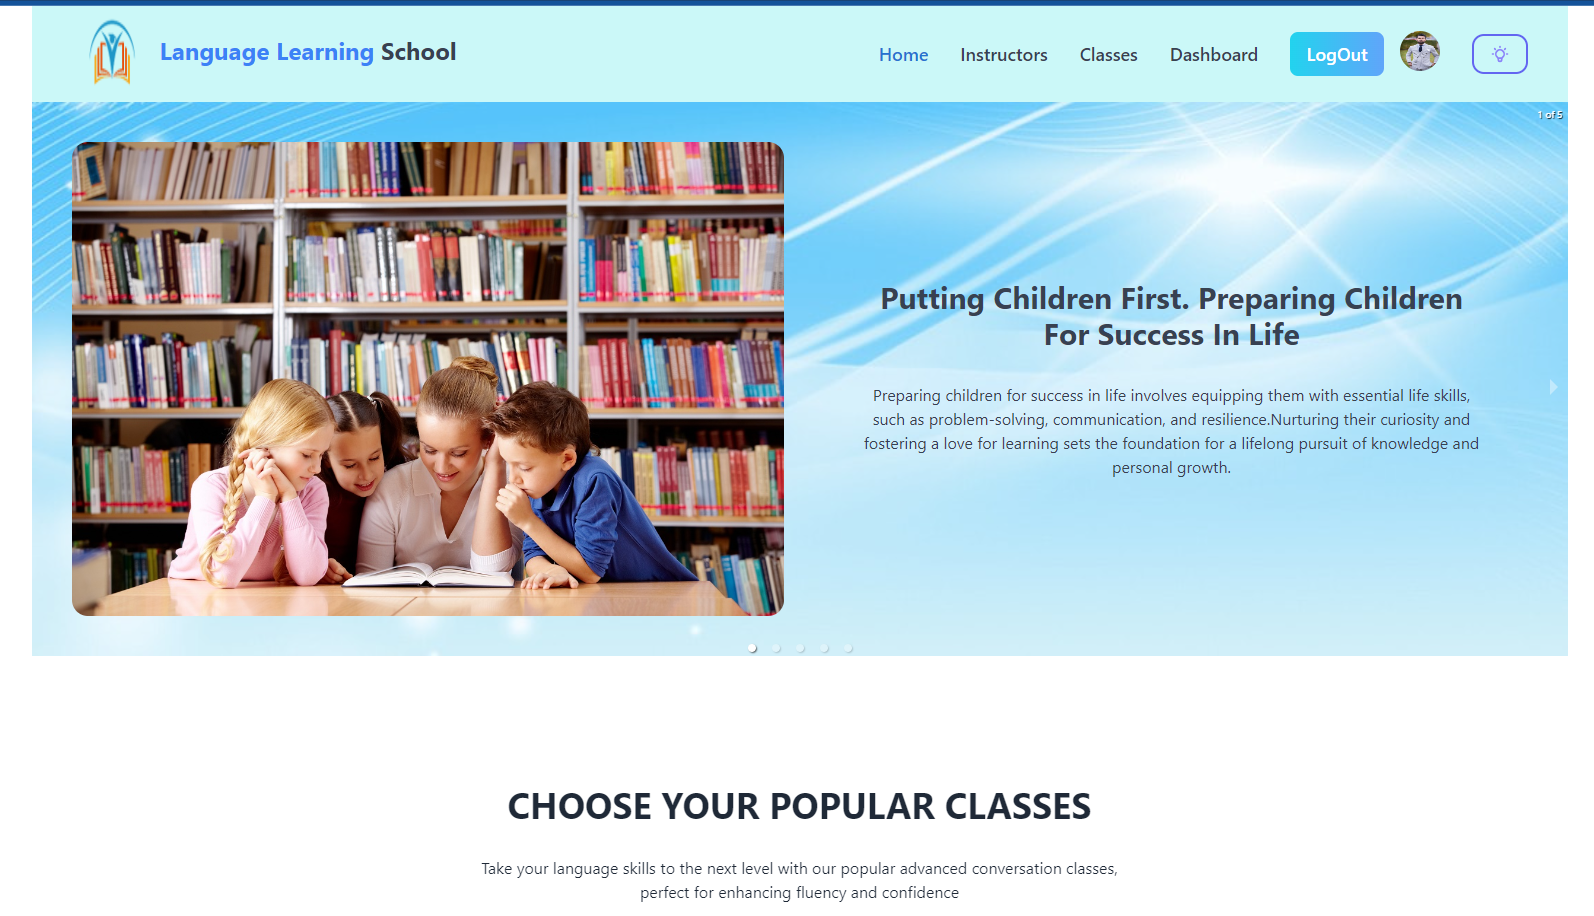 Language Learning School
Home Instructors Classes Dashboard LogOut
1 of 5
Putting Children First. Preparing Children
For Success In Life
Preparing children for success in life involves equipping them with essential life skills,
such as problem-solving, communication, and resilience.Nurturing their curiosity and
fostering a love for learning sets the foundation for a lifelong pursuit of knowledge and
personal growth.
CHOOSE YOUR POPULAR CLASSES
Take your language skills to the next level with our popular advanced conversation classes,
perfect for enhancing fluency and confidence